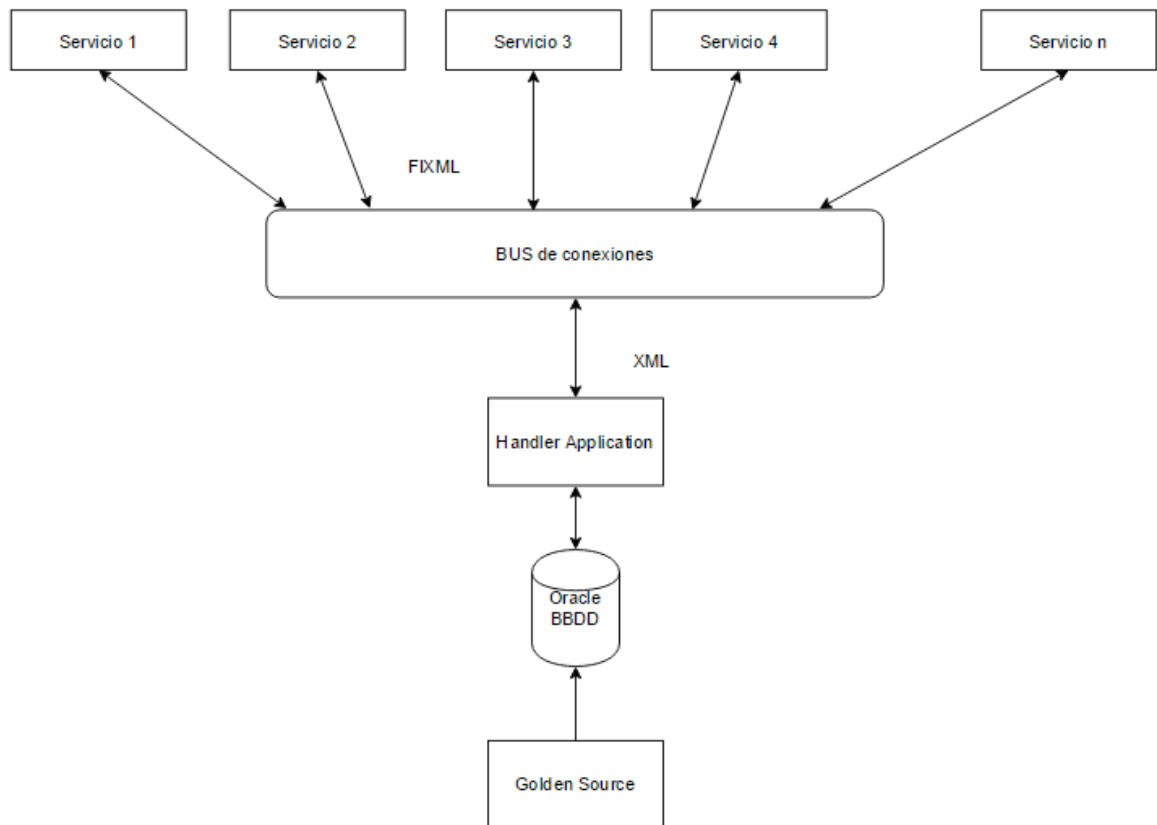 Servicio 1
Servicio 2
Servicio 3
Servicio 4
Servicio n
FIXML
BUS de conexiones
XML
Handler Application
Oracle
BBDD
Golden Source